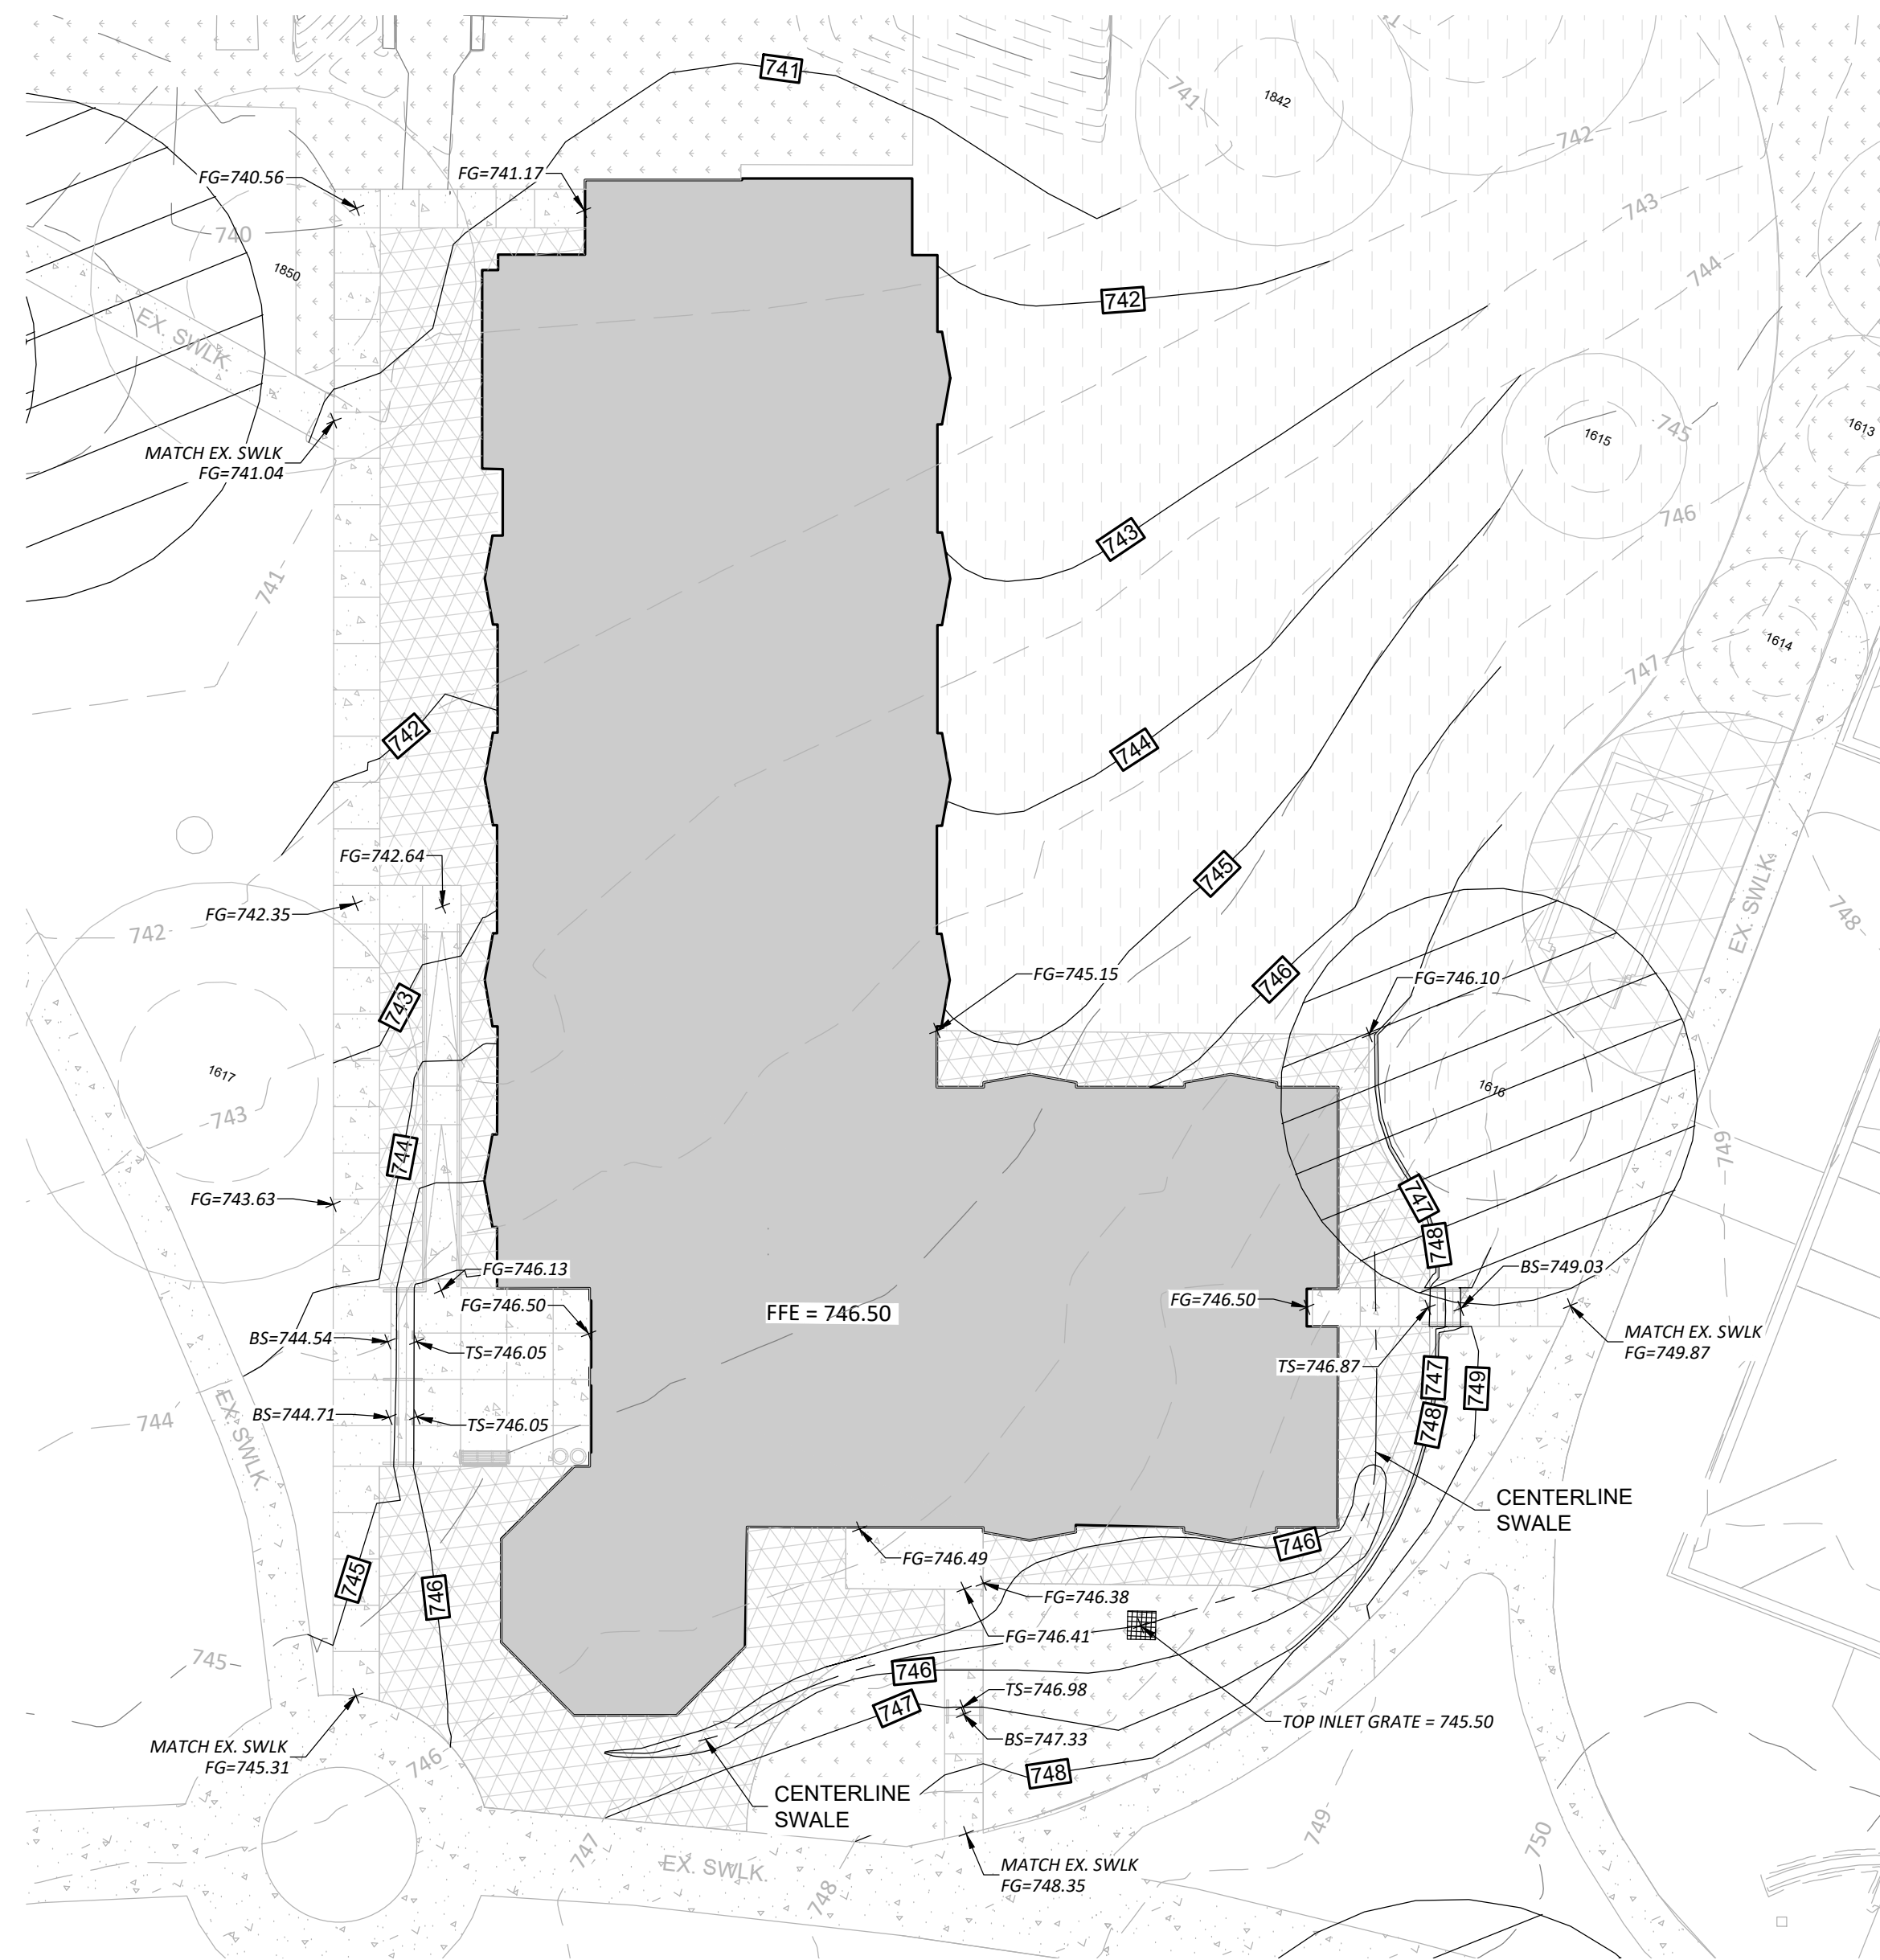 741
741
1842
742
FG=740.56
FG=741.17
740
743
1850
744
742
EX. SWLK.
1615
745
1613
MATCH EX. SWLK
FG=741.04
746
743
741
1614
747
742
744
FG=742.64
745
FG=742.35
742
748
EX. SWLK.
FG=745.15
746
FG=746.10
743
1617
1616
743
744
749
FG=743.63
747
748
FG=746.13
BS=749.03
FG=746.50
FFE = 746.50
FG=746.50
BS=744.54
TS=746.05
TS=746.87
MATCH EX. SWLK
FG=749.87
747
749
BS=744.71
TS=746.05
744
748
EX. SWLK.
CENTERLINE
SWALE
746
FG=746.49
745
746
FG=746.38
FG=746.41
745
746
TS=746.98
747
TOP INLET GRATE = 745.50
BS=747.33
MATCH EX. SWLK
FG=745.31
746
748
CENTERLINE
SWALE
749
750
747
EX. SWLK.
MATCH EX. SWLK
FG=748.35
748